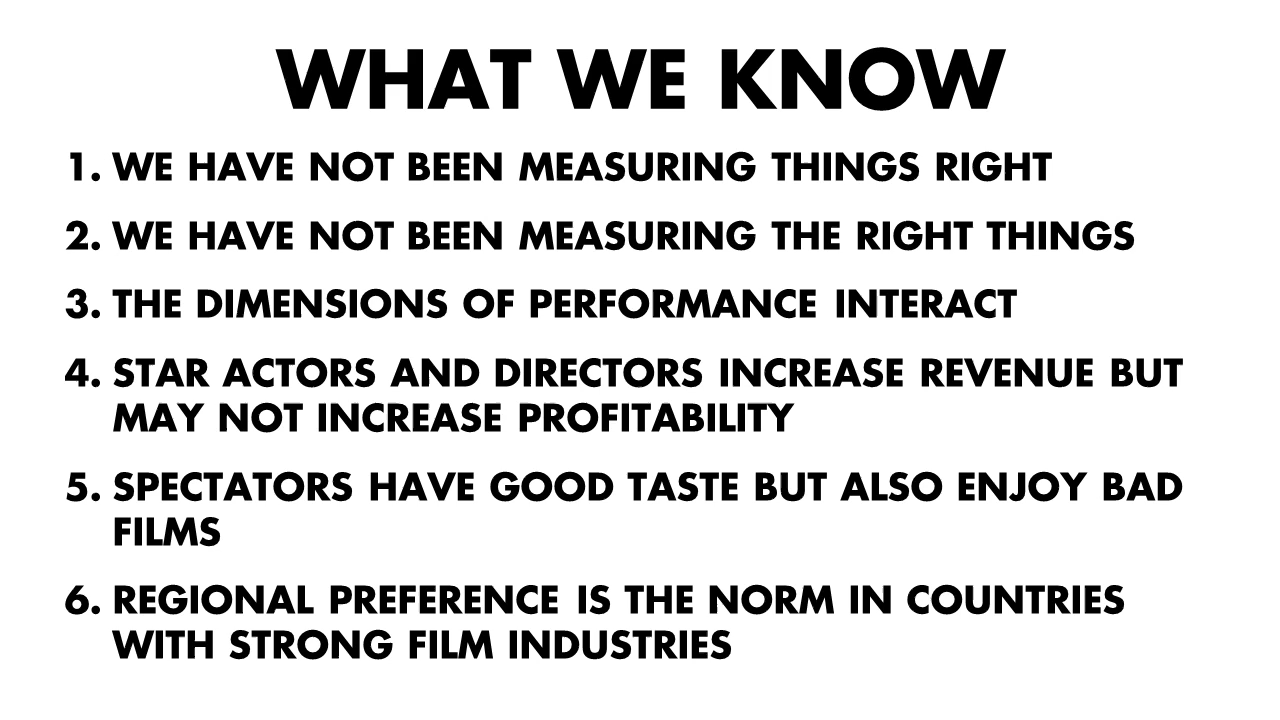 WHAT WE KNOW
1. WE HAVE NOT BEEN MEASURING THINGS RIGHT
2. WE HAVE NOT BEEN MEASURING THE RIGHT THINGS
3. THE DIMENSIONS OF PERFORMANCE INTERACT
4. STAR ACTORS AND DIRECTORS INCREASE REVENUE BUT
MAY NOT INCREASE PROFITABILITY
5. SPECTATORS HAVE GOOD TASTE BUT ALSO ENJOY BAD
FILMS
6. REGIONAL PREFERENCE IS THE NORM IN COUNTRIES
WITH STRONG FILM INDUSTRIES